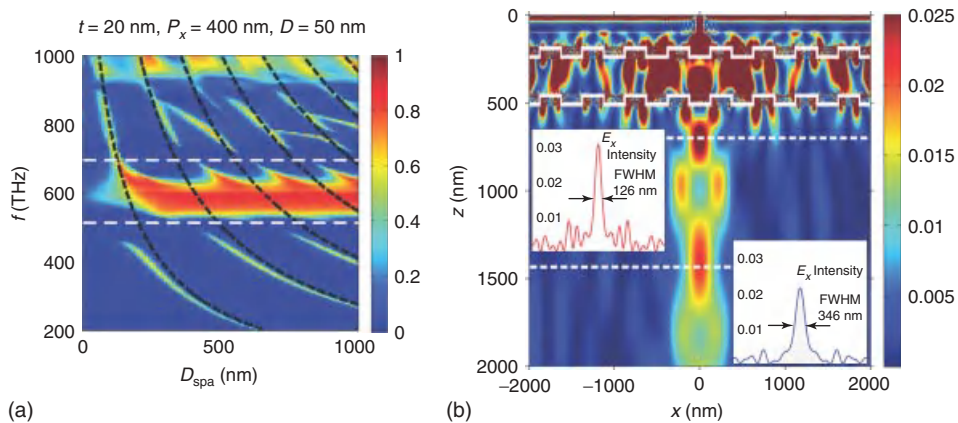 t = 20 nm, Pₓ = 400 nm, D = 50 nm
1000
800
600
400
200
f (THz)
0
500
1000
D_spa (nm)
1
0.8
0.6
0.4
0.2
0
(a)
0
500
1000
1500
2000
z (nm)
−2000
−1000
0
1000
2000
x (nm)
0.03
0.02
0.01
Eₓ
Intensity
FWHM
126 nm
0.03
0.02
0.01
Eₓ Intensity
FWHM
346 nm
0.025
0.02
0.015
0.01
0.005
(b)